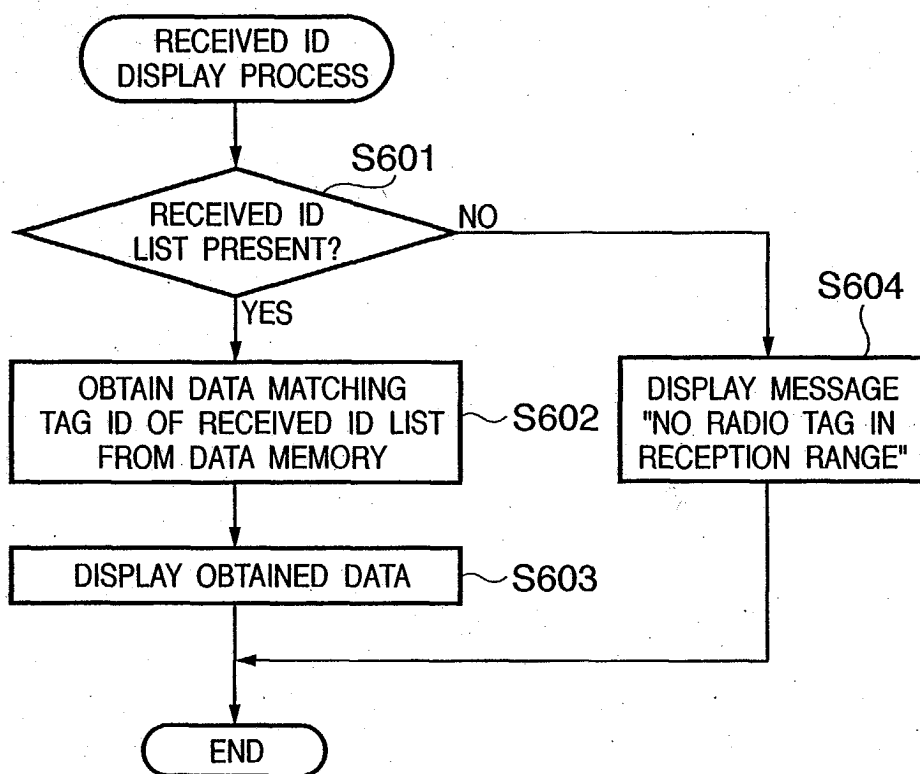 RECEIVED ID
DISPLAY PROCESS
S601
RECEIVED ID
LIST PRESENT?
NO
YES
S604
OBTAIN DATA MATCHING
TAG ID OF RECEIVED ID LIST
FROM DATA MEMORY
S602
DISPLAY MESSAGE
"NO RADIO TAG IN
RECEPTION RANGE"
DISPLAY OBTAINED DATA
S603
END